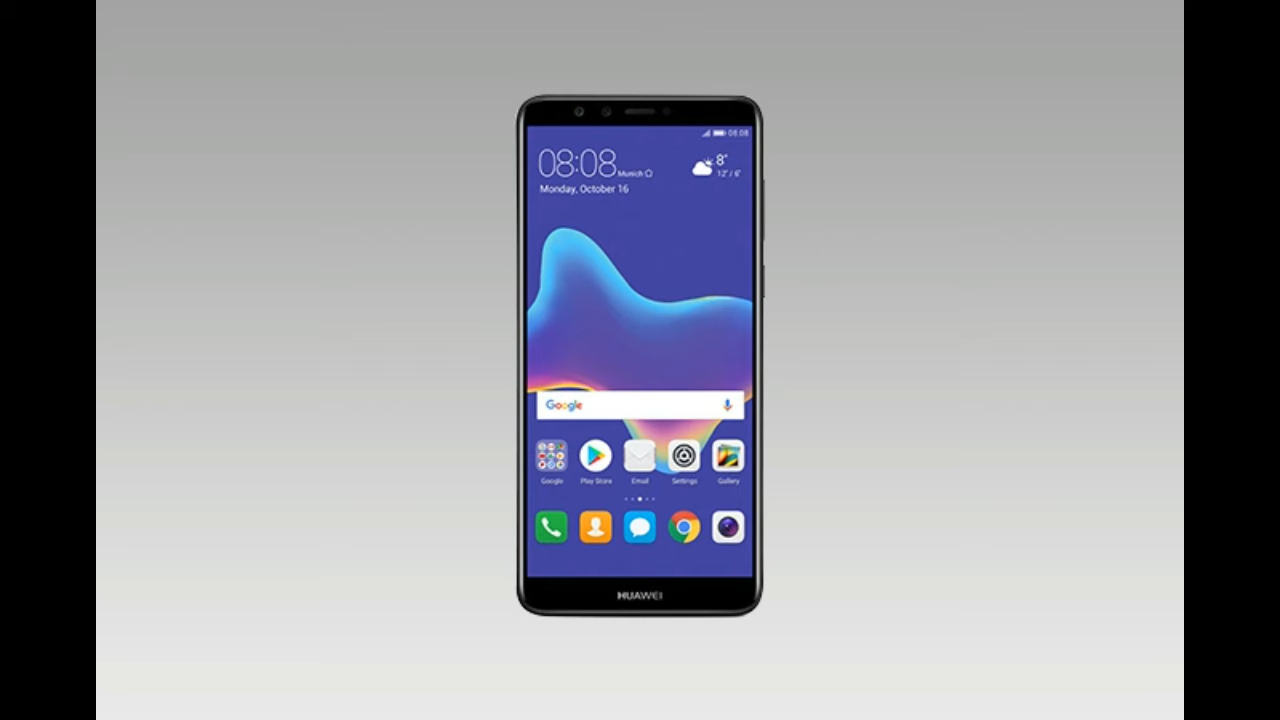 08:08
08:08 Munich
8°
12° / 6°
Monday, October 16
Google
Google Play Store Email Settings Gallery
HUAWEI